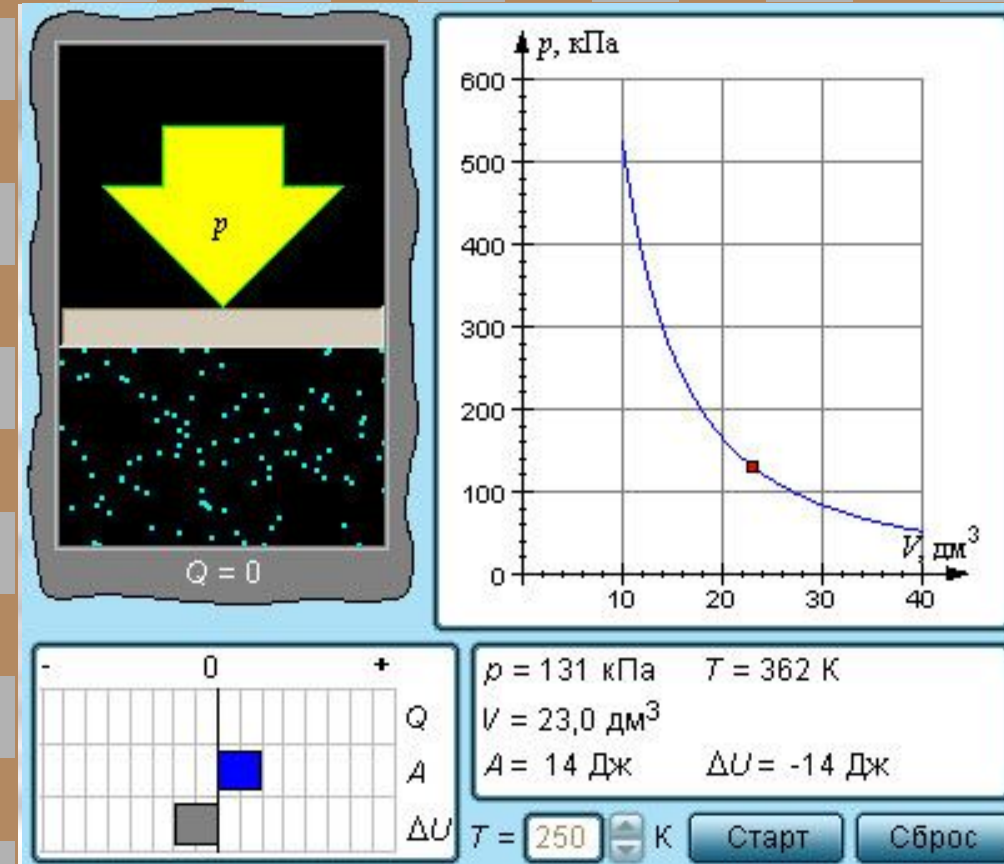 p
Q = 0
p, кПа
600
500
400
300
200
100
0
10 20 30 40
V, дм³
- 0 +
Q
A
ΔU
p = 131 кПа T = 362 К
V = 23,0 дм³
A = 14 Дж ΔU = -14 Дж
T = 250 К Старт Сброс